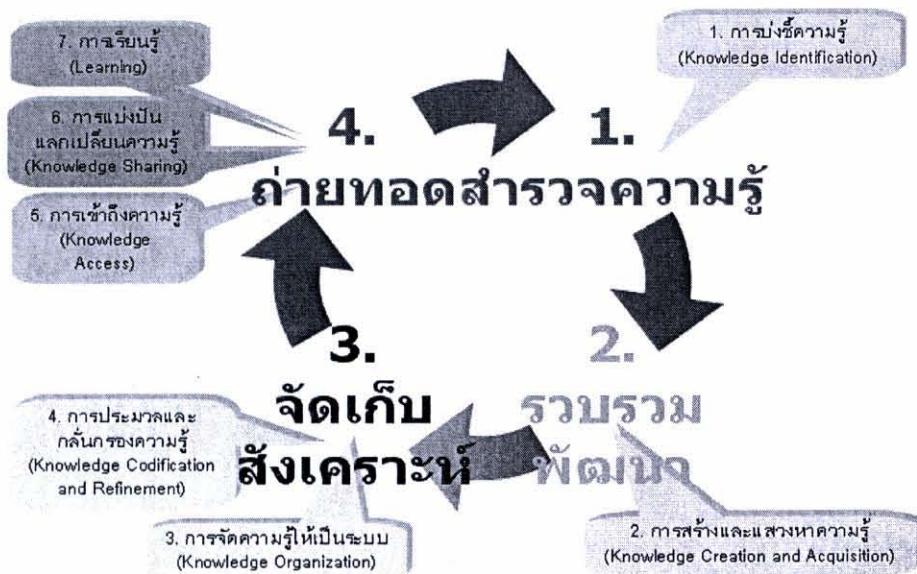 7. การเรียนรู้
(Learning)
1. การบ่งชี้ความรู้
(Knowledge Identification)
6. การแบ่งปัน
แลกเปลี่ยนความรู้
(Knowledge Sharing)
5. การเข้าถึงความรู้
(Knowledge
Access)
4.
1.
ถ่ายทอดสำรวจความรู้
3.
จัดเก็บ
สังเคราะห์
2.
รวบรวม
พัฒนา
4. การประมวลและ
กลั่นกรองความรู้
(Knowledge Codification
and Refinement)
3. การจัดความรู้ให้เป็นระบบ
(Knowledge Organization)
2. การสร้างและแสวงหาความรู้
(Knowledge Creation and Acquisition)